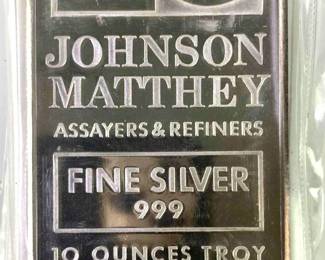 JOHNSON
MATTHEY
ASSAYERS & REFINERS
FINE SILVER
999
10 OUNCES TROY